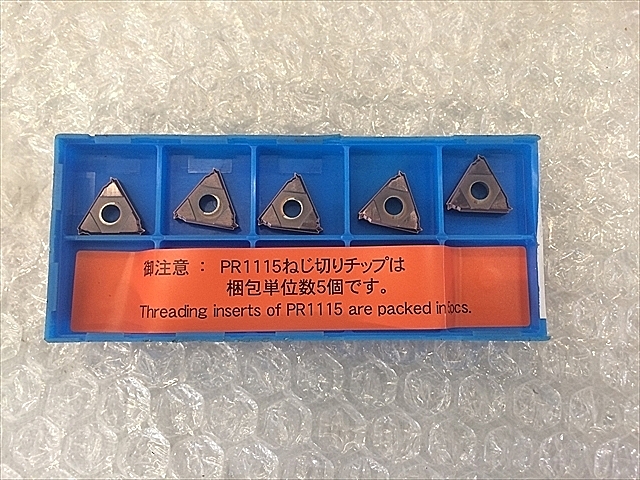 御注意 : PR1115ねじ切りチップは
梱包単位数5個です。
Threading inserts of PR1115 are packed in